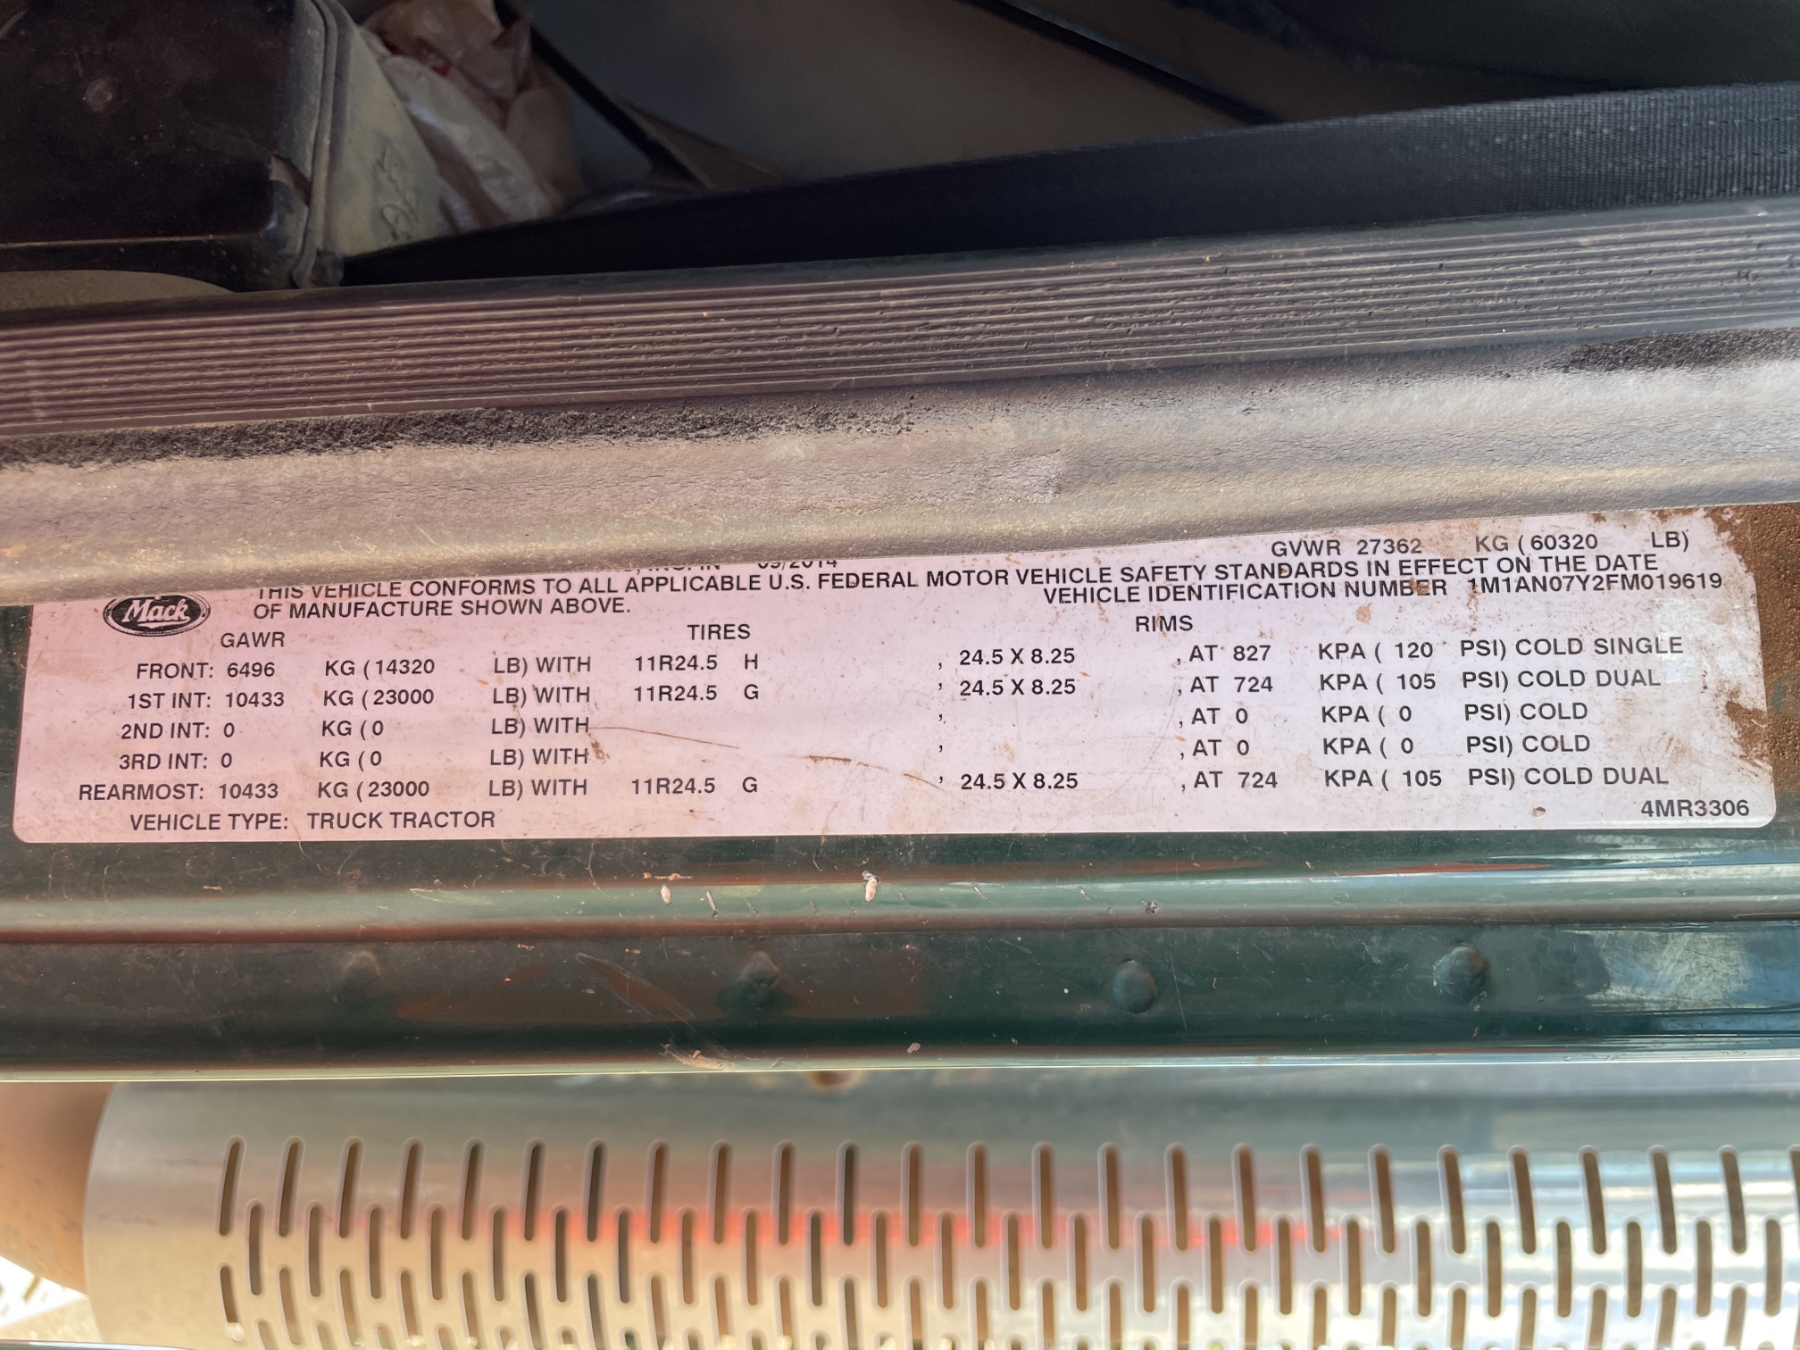 GVWR 27362 KG ( 60320 LB)
09/2014
THIS VEHICLE CONFORMS TO ALL APPLICABLE U.S. FEDERAL MOTOR VEHICLE SAFETY STANDARDS IN EFFECT ON THE DATE
OF MANUFACTURE SHOWN ABOVE. VEHICLE IDENTIFICATION NUMBER 1M1AN07Y2FM019619
Mack
GAWR TIRES RIMS
FRONT: 6496 KG ( 14320 LB) WITH 11R24.5 H , 24.5 X 8.25 , AT 827 KPA ( 120 PSI) COLD SINGLE
1ST INT: 10433 KG ( 23000 LB) WITH 11R24.5 G , 24.5 X 8.25 , AT 724 KPA ( 105 PSI) COLD DUAL
2ND INT: 0 KG ( 0 LB) WITH , , AT 0 KPA ( 0 PSI) COLD
3RD INT: 0 KG ( 0 LB) WITH , , AT 0 KPA ( 0 PSI) COLD
REARMOST: 10433 KG ( 23000 LB) WITH 11R24.5 G , 24.5 X 8.25 , AT 724 KPA ( 105 PSI) COLD DUAL
VEHICLE TYPE: TRUCK TRACTOR 4MR3306